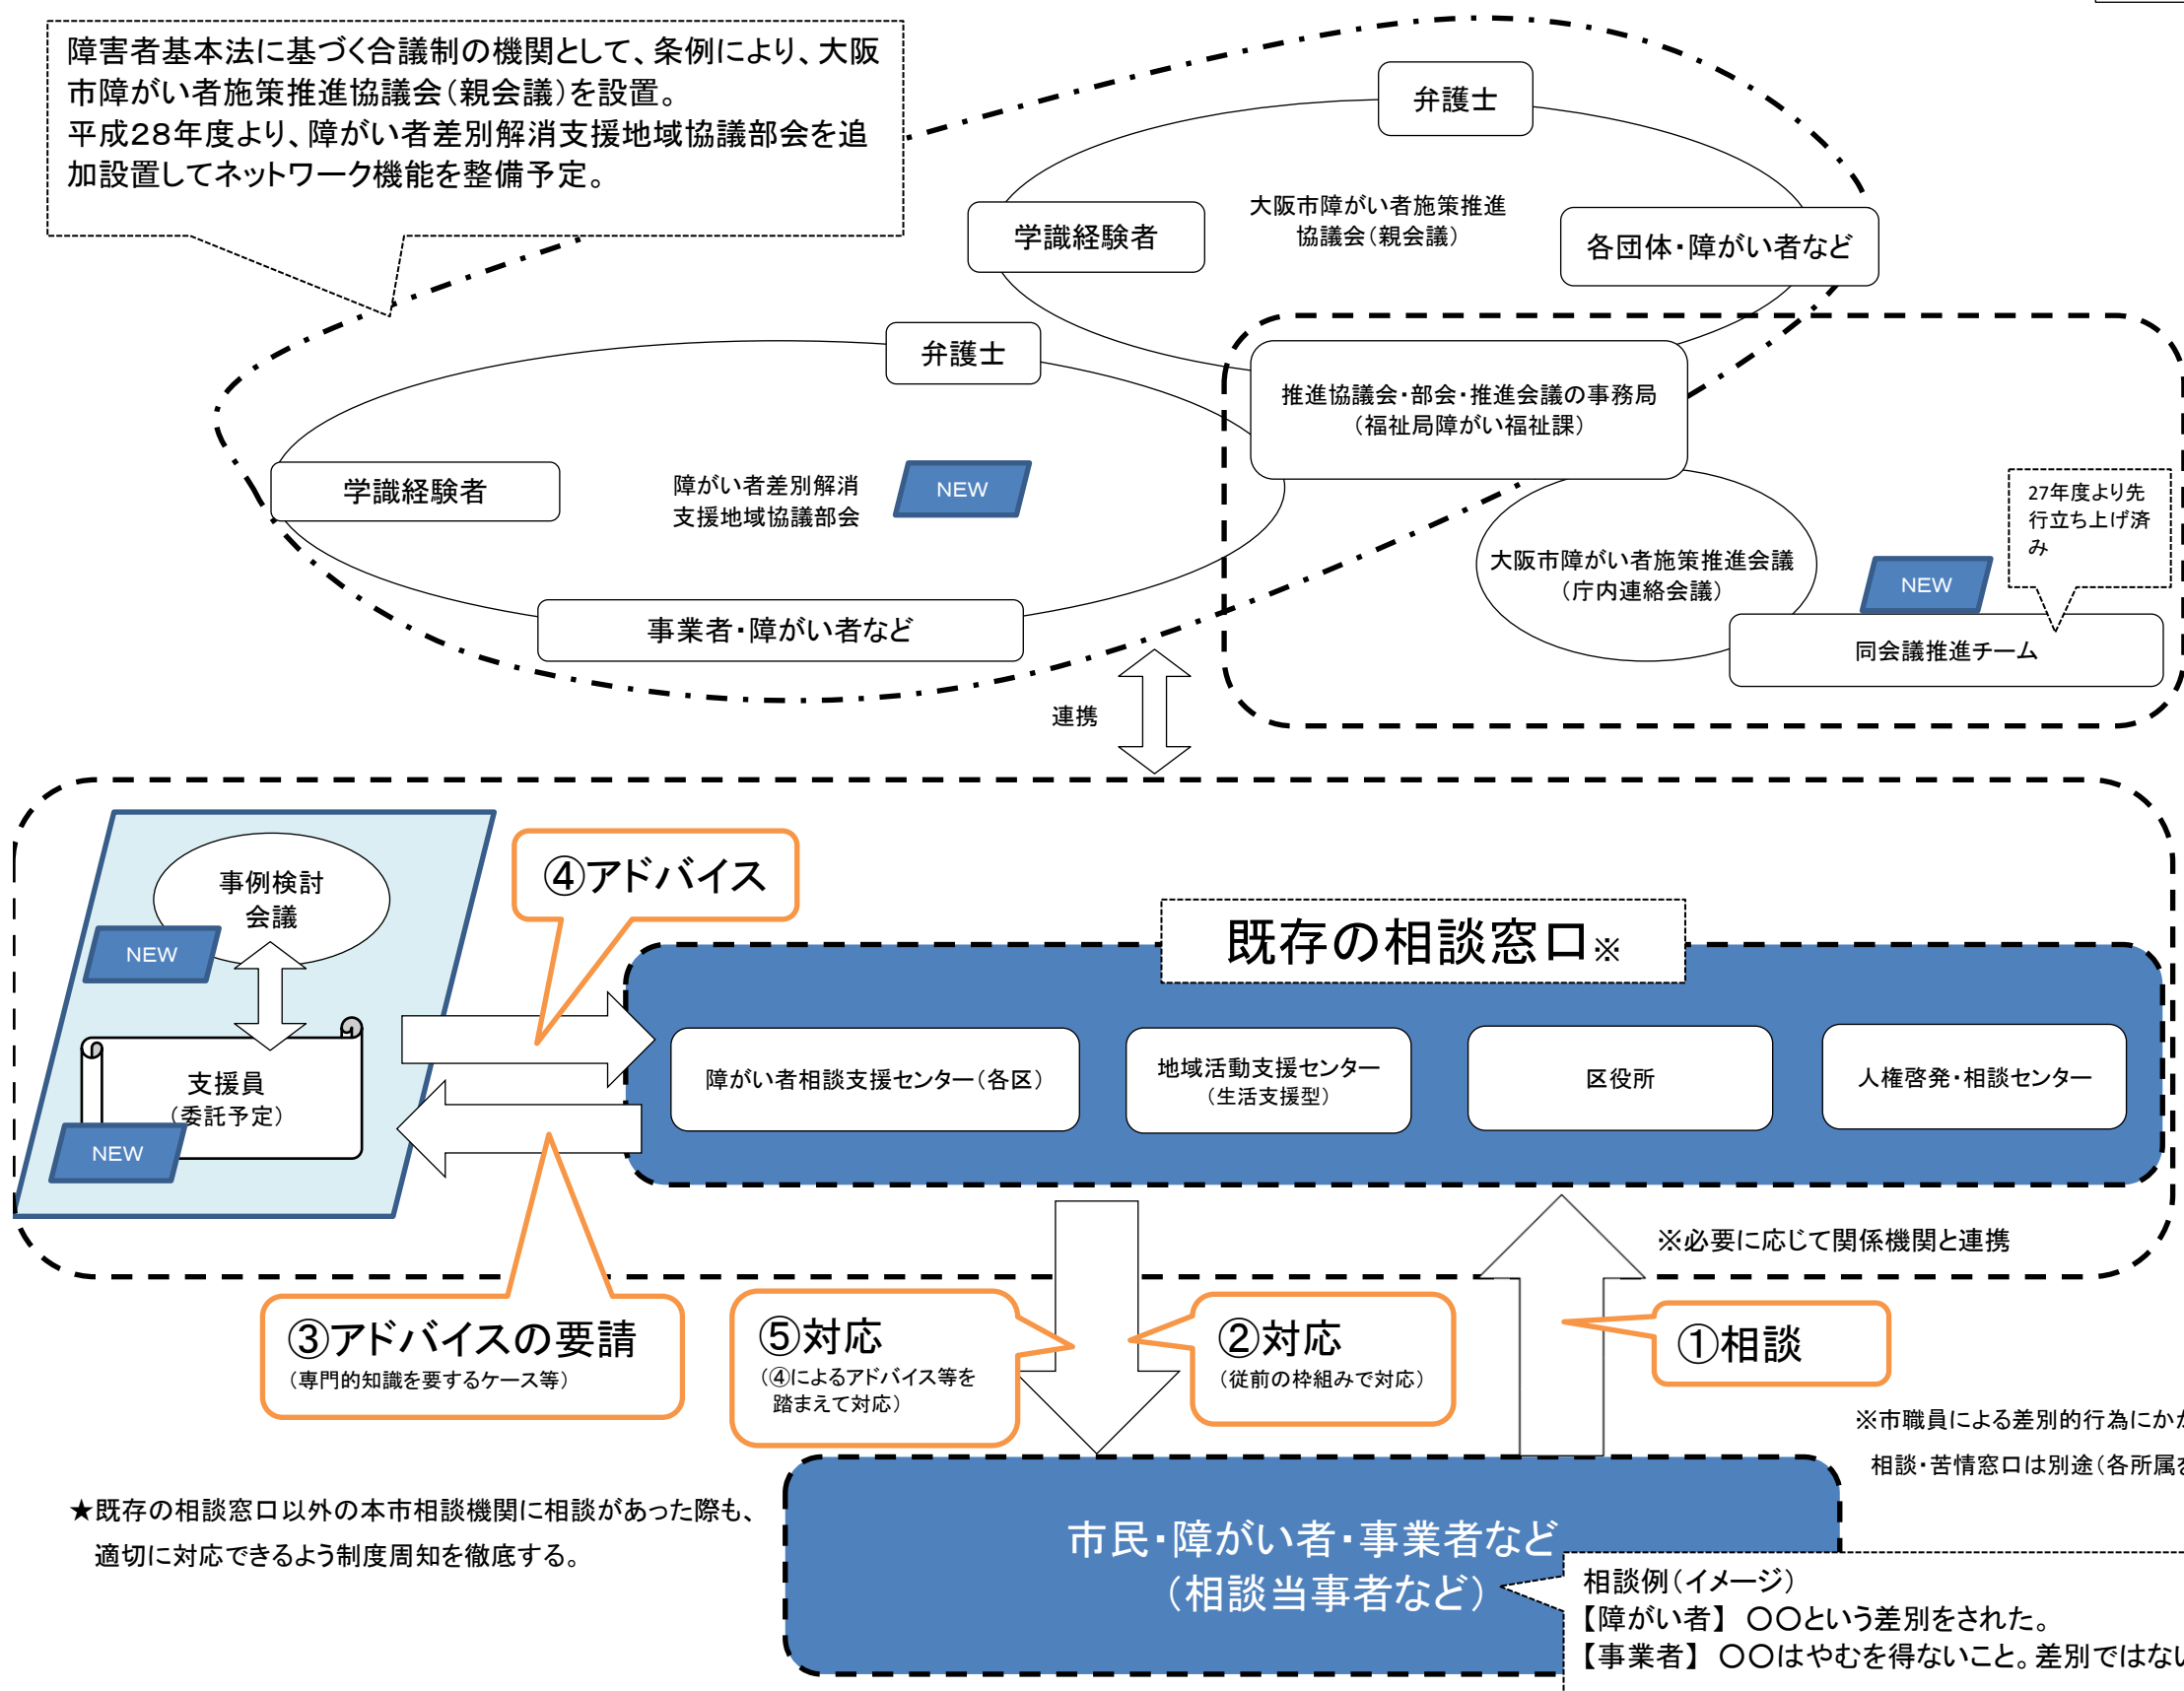 障害者基本法に基づく合議制の機関として、条例により、大阪
市障がい者施策推進協議会（親会議）を設置。
平成２８年度より、障がい者差別解消支援地域協議部会を追
加設置してネットワーク機能を整備予定。
弁護士
学識経験者
大阪市障がい者施策推進
協議会（親会議）
各団体・障がい者など
弁護士
推進協議会・部会・推進会議の事務局
（福祉局障がい福祉課）
学識経験者
障がい者差別解消
支援地域協議部会
NEW
27年度より先
行立ち上げ済
み
大阪市障がい者施策推進会議
（庁内連絡会議）
NEW
事業者・障がい者など
同会議推進チーム
連携
事例検討
会議
NEW
④アドバイス
既存の相談窓口※
支援員
（委託予定）
NEW
障がい者相談支援センター（各区）
地域活動支援センター
（生活支援型）
区役所
人権啓発・相談センター
※必要に応じて関係機関と連携
③アドバイスの要請
（専門的知識を要するケース等）
⑤対応
（④によるアドバイス等を
踏まえて対応）
②対応
（従前の枠組みで対応）
①相談
※市職員による差別的行為にかか
相談・苦情窓口は別途（各所属を
★既存の相談窓口以外の本市相談機関に相談があった際も、
適切に対応できるよう制度周知を徹底する。
市民・障がい者・事業者など
（相談当事者など）
相談例（イメージ）
【障がい者】 〇〇という差別をされた。
【事業者】 〇〇はやむを得ないこと。差別ではない